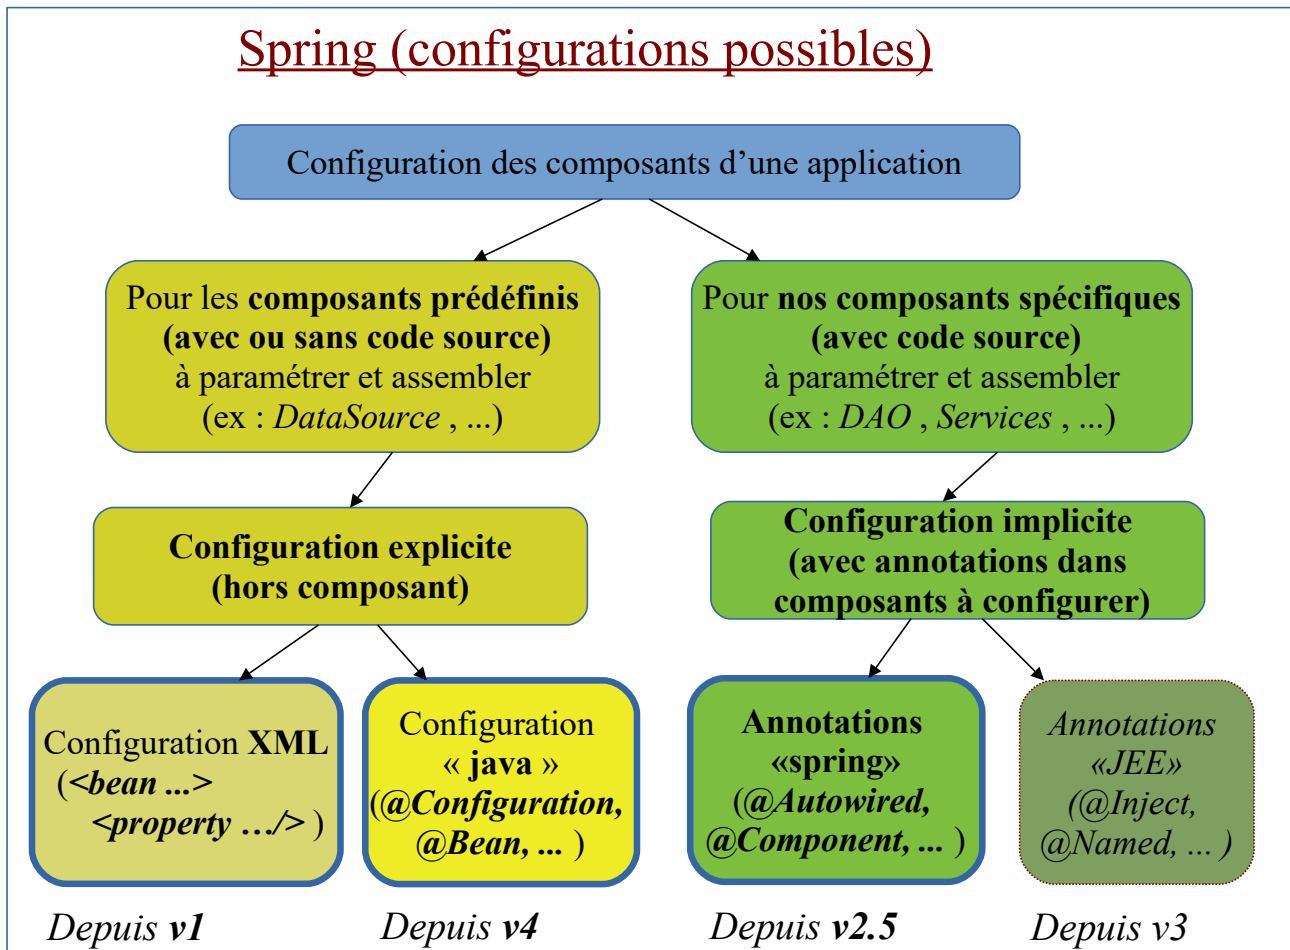 Spring (configurations possibles)
Configuration des composants d’une application
Pour les composants prédéfinis
(avec ou sans code source)
à paramétrer et assembler
(ex : DataSource , ...)
Pour nos composants spécifiques
(avec code source)
à paramétrer et assembler
(ex : DAO , Services , ...)
Configuration explicite
(hors composant)
Configuration implicite
(avec annotations dans
composants à configurer)
Configuration XML
(<bean ...>
<property …/> )
Configuration
« java »
(@Configuration,
@Bean, ... )
Annotations
«spring»
(@Autowired,
@Component, ... )
Annotations
«JEE»
(@Inject,
@Named, ... )
Depuis v1
Depuis v4
Depuis v2.5
Depuis v3